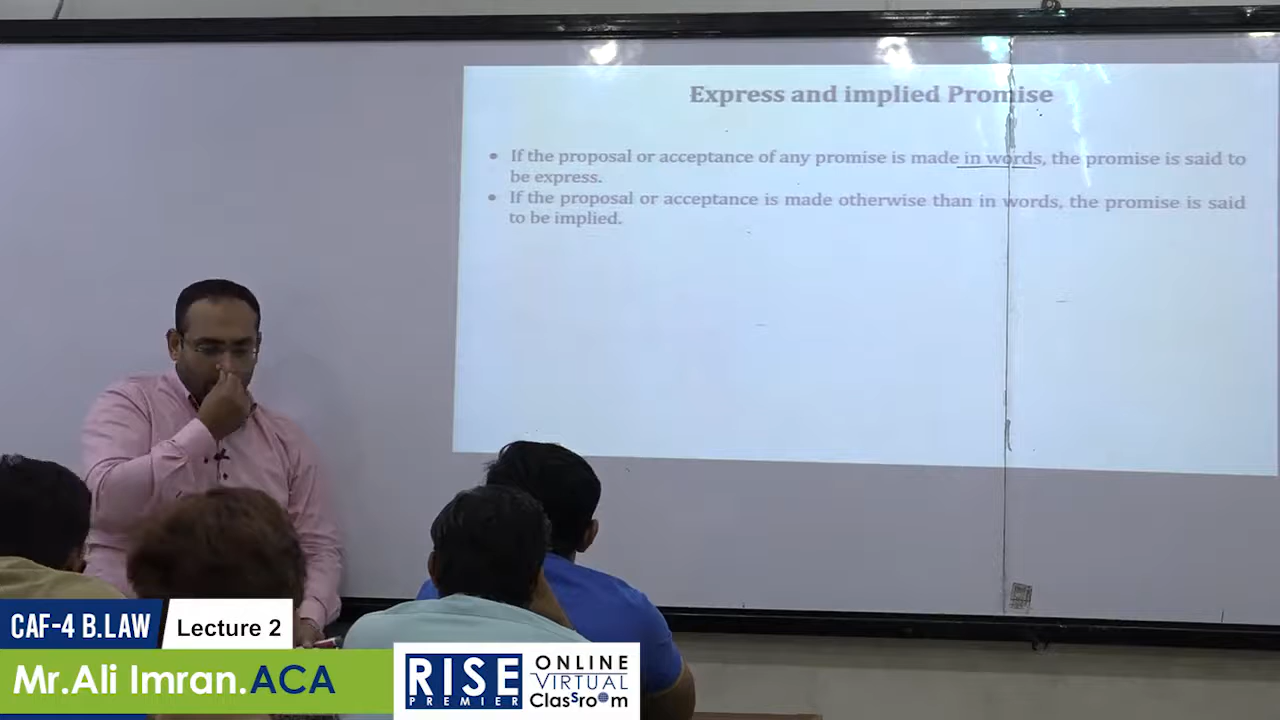 Express and implied Promise
• If the proposal or acceptance of any promise is made in words, the promise is said to
be express.
• If the proposal or acceptance is made otherwise than in words, the promise is said
to be implied.
CAF-4 B.LAW
Lecture 2
Mr.Ali Imran.ACA
RISE
PREMIER
ONLINE
VIRTUAL
Classroom